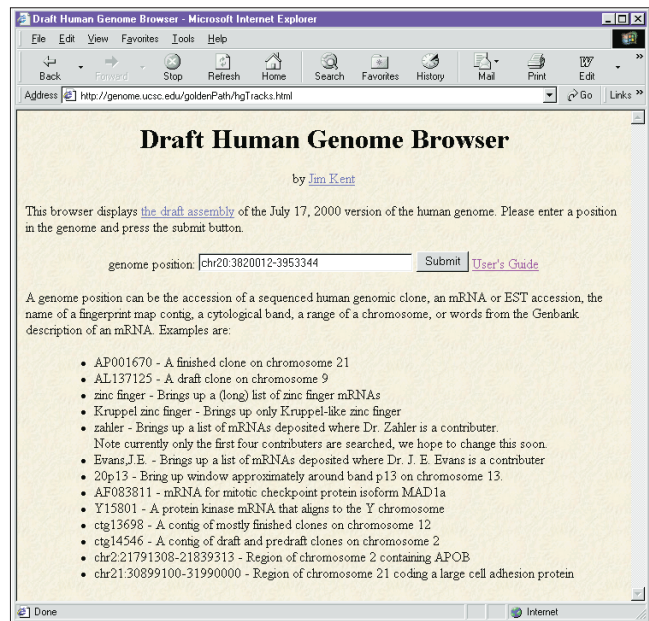 Draft Human Genome Browser - Microsoft Internet Explorer
File Edit View Favorites Tools Help
Back Forward Stop Refresh Home Search Favorites History Mail Print Edit »
Address http://genome.ucsc.edu/goldenPath/hgTracks.html Go Links »
Draft Human Genome Browser
by Jim Kent
This browser displays the draft assembly of the July 17, 2000 version of the human genome. Please enter a position
in the genome and press the submit button.
genome position: chr20:3820012-3953344 Submit User's Guide
A genome position can be the accession of a sequenced human genomic clone, an mRNA or EST accession, the
name of a fingerprint map contig, a cytological band, a range of a chromosome, or words from the Genbank
description of an mRNA. Examples are:
• AP001670 - A finished clone on chromosome 21
• AL137125 - A draft clone on chromosome 9
• zinc finger - Brings up a (long) list of zinc finger mRNAs
• Kruppel zinc finger - Brings up only Kruppel-like zinc finger
• zahler - Brings up a list of mRNAs deposited where Dr. Zahler is a contributer.
Note currently only the first four contributers are searched, we hope to change this soon.
• Evans,J.E. - Brings up a list of mRNAs deposited where Dr. J. E. Evans is a contributer
• 20p13 - Bring up window approximately around band p13 on chromosome 13.
• AF083811 - mRNA for mitotic checkpoint protein isoform MAD1a
• Y15801 - A protein kinase mRNA that aligns to the Y chromosome
• ctg13698 - A contig of mostly finished clones on chromosome 12
• ctg14546 - A contig of draft and predraft clones on chromosome 2
• chr2:21791308-21839313 - Region of chromosome 2 containing APOB
• chr21:30899100-31990000 - Region of chromosome 21 coding a large cell adhesion protein
Done Internet